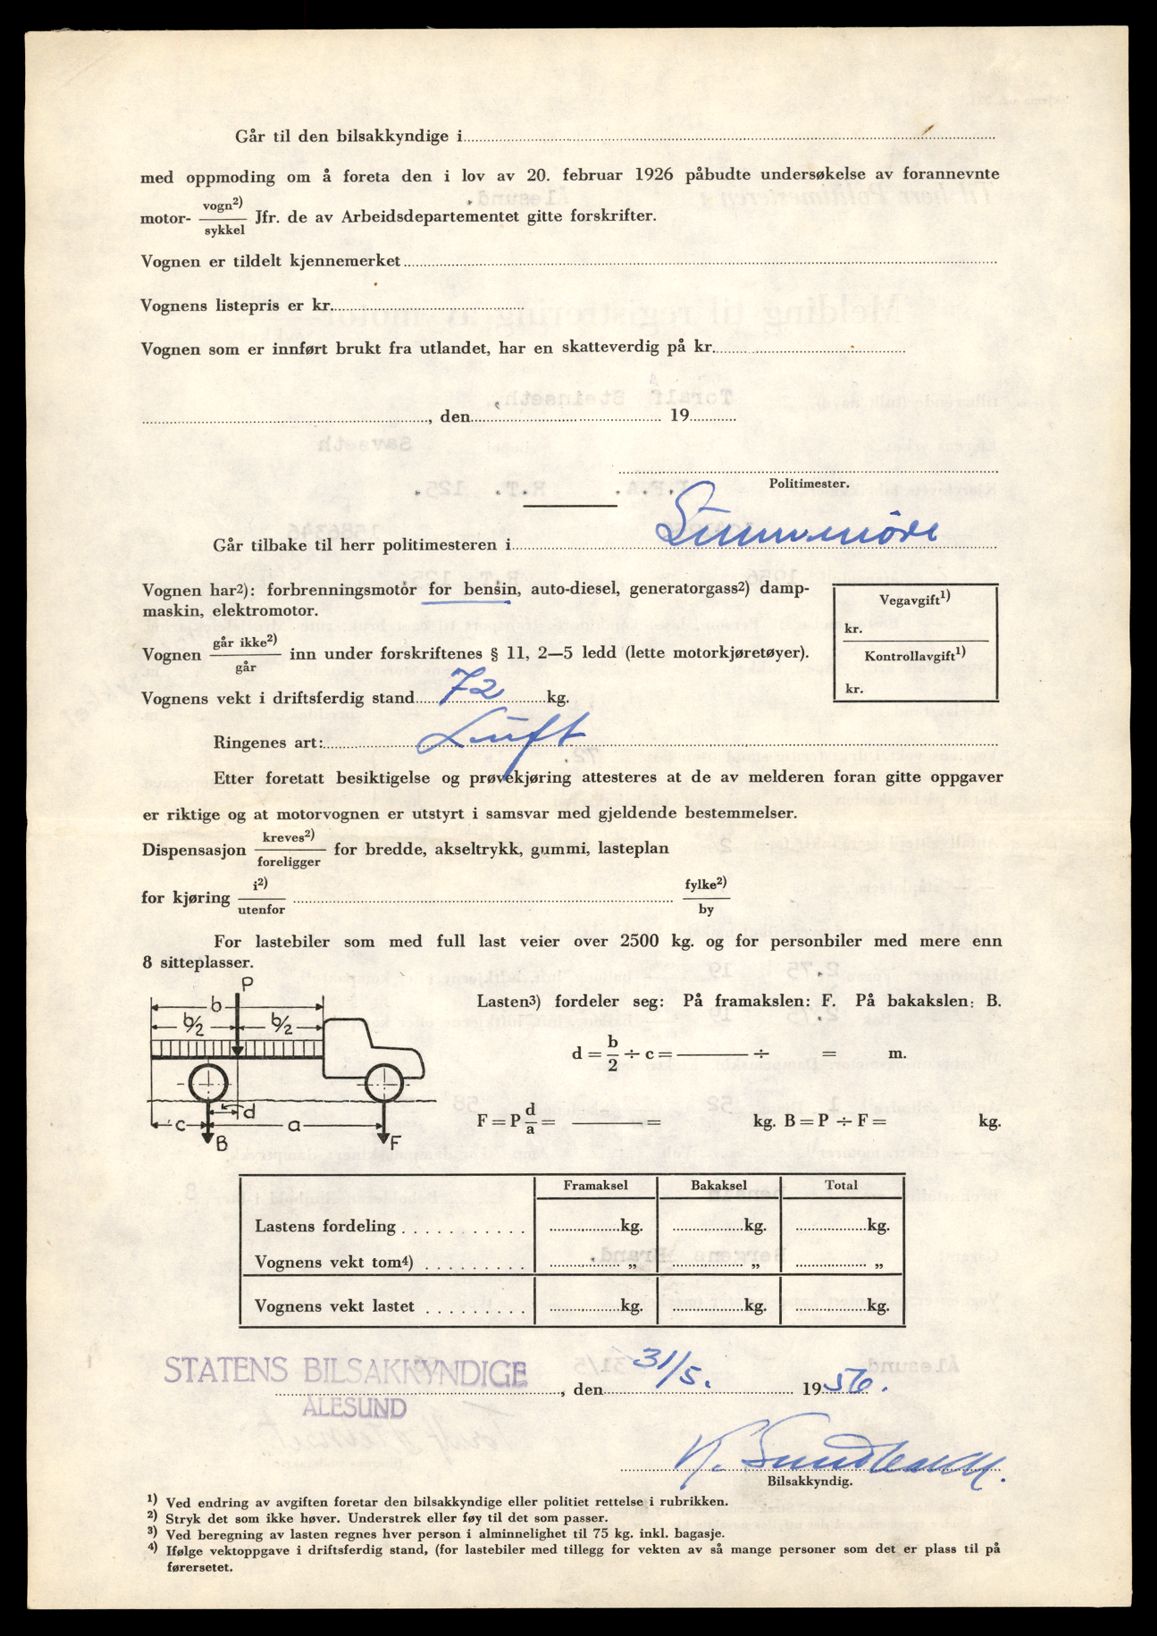 Går til den bilsakkyndige i
med oppmoding om å foreta den i lov av 20. februar 1926 påbudte undersøkelse av forannevnte
motor- vogn²) / sykkel Jfr. de av Arbeidsdepartementet gitte forskrifter.
Vognen er tildelt kjennemerket
Vognens listepris er kr.
Vognen som er innført brukt fra utlandet, har en skatteverdig på kr.
, den 19
Politimester.
Går tilbake til herr politimesteren i Sunnmöre
Vognen har²): forbrenningsmotor for bensin, auto-diesel, generatorgass²) damp-
maskin, elektromotor.
Vegavgift¹)
kr.
Kontrollavgift¹)
kr.
Vognen går ikke²) / går inn under forskriftenes § 11, 2—5 ledd (lette motorkjøretøyer).
Vognens vekt i driftsferdig stand 72 kg.
Ringenes art: Luft
Etter foretatt besiktigelse og prøvekjøring attesteres at de av melderen foran gitte oppgaver
er riktige og at motorvognen er utstyrt i samsvar med gjeldende bestemmelser.
Dispensasjon kreves²) / foreligger for bredde, akseltrykk, gummi, lasteplan
for kjøring i²) / utenfor fylke²) / by
For lastebiler som med full last veier over 2500 kg. og for personbiler med mere enn
8 sitteplasser.
P
b
b/2 b/2
d
c a
B F
Lasten³) fordeler seg: På framakslen: F. På bakakslen: B.
d = b/2 ÷ c = ——— ÷ = m.
F = P d/a = ——— = kg. B = P ÷ F = kg.
Framaksel Bakaksel Total
Lastens fordeling kg. kg. kg.
Vognens vekt tom⁴) „ „ „
Vognens vekt lastet kg. kg. kg.
STATENS BILSAKKYNDIGE
ÅLESUND
, den 31/5. 1956.
Bilsakkyndig.
¹) Ved endring av avgiften foretar den bilsakkyndige eller politiet rettelse i rubrikken.
²) Stryk det som ikke høver. Understrek eller føy til det som passer.
³) Ved beregning av lasten regnes hver person i alminnelighet til 75 kg. inkl. bagasje.
⁴) Ifølge vektoppgave i driftsferdig stand, (for lastebiler med tillegg for vekten av så mange personer som det er plass til på
førersetet.